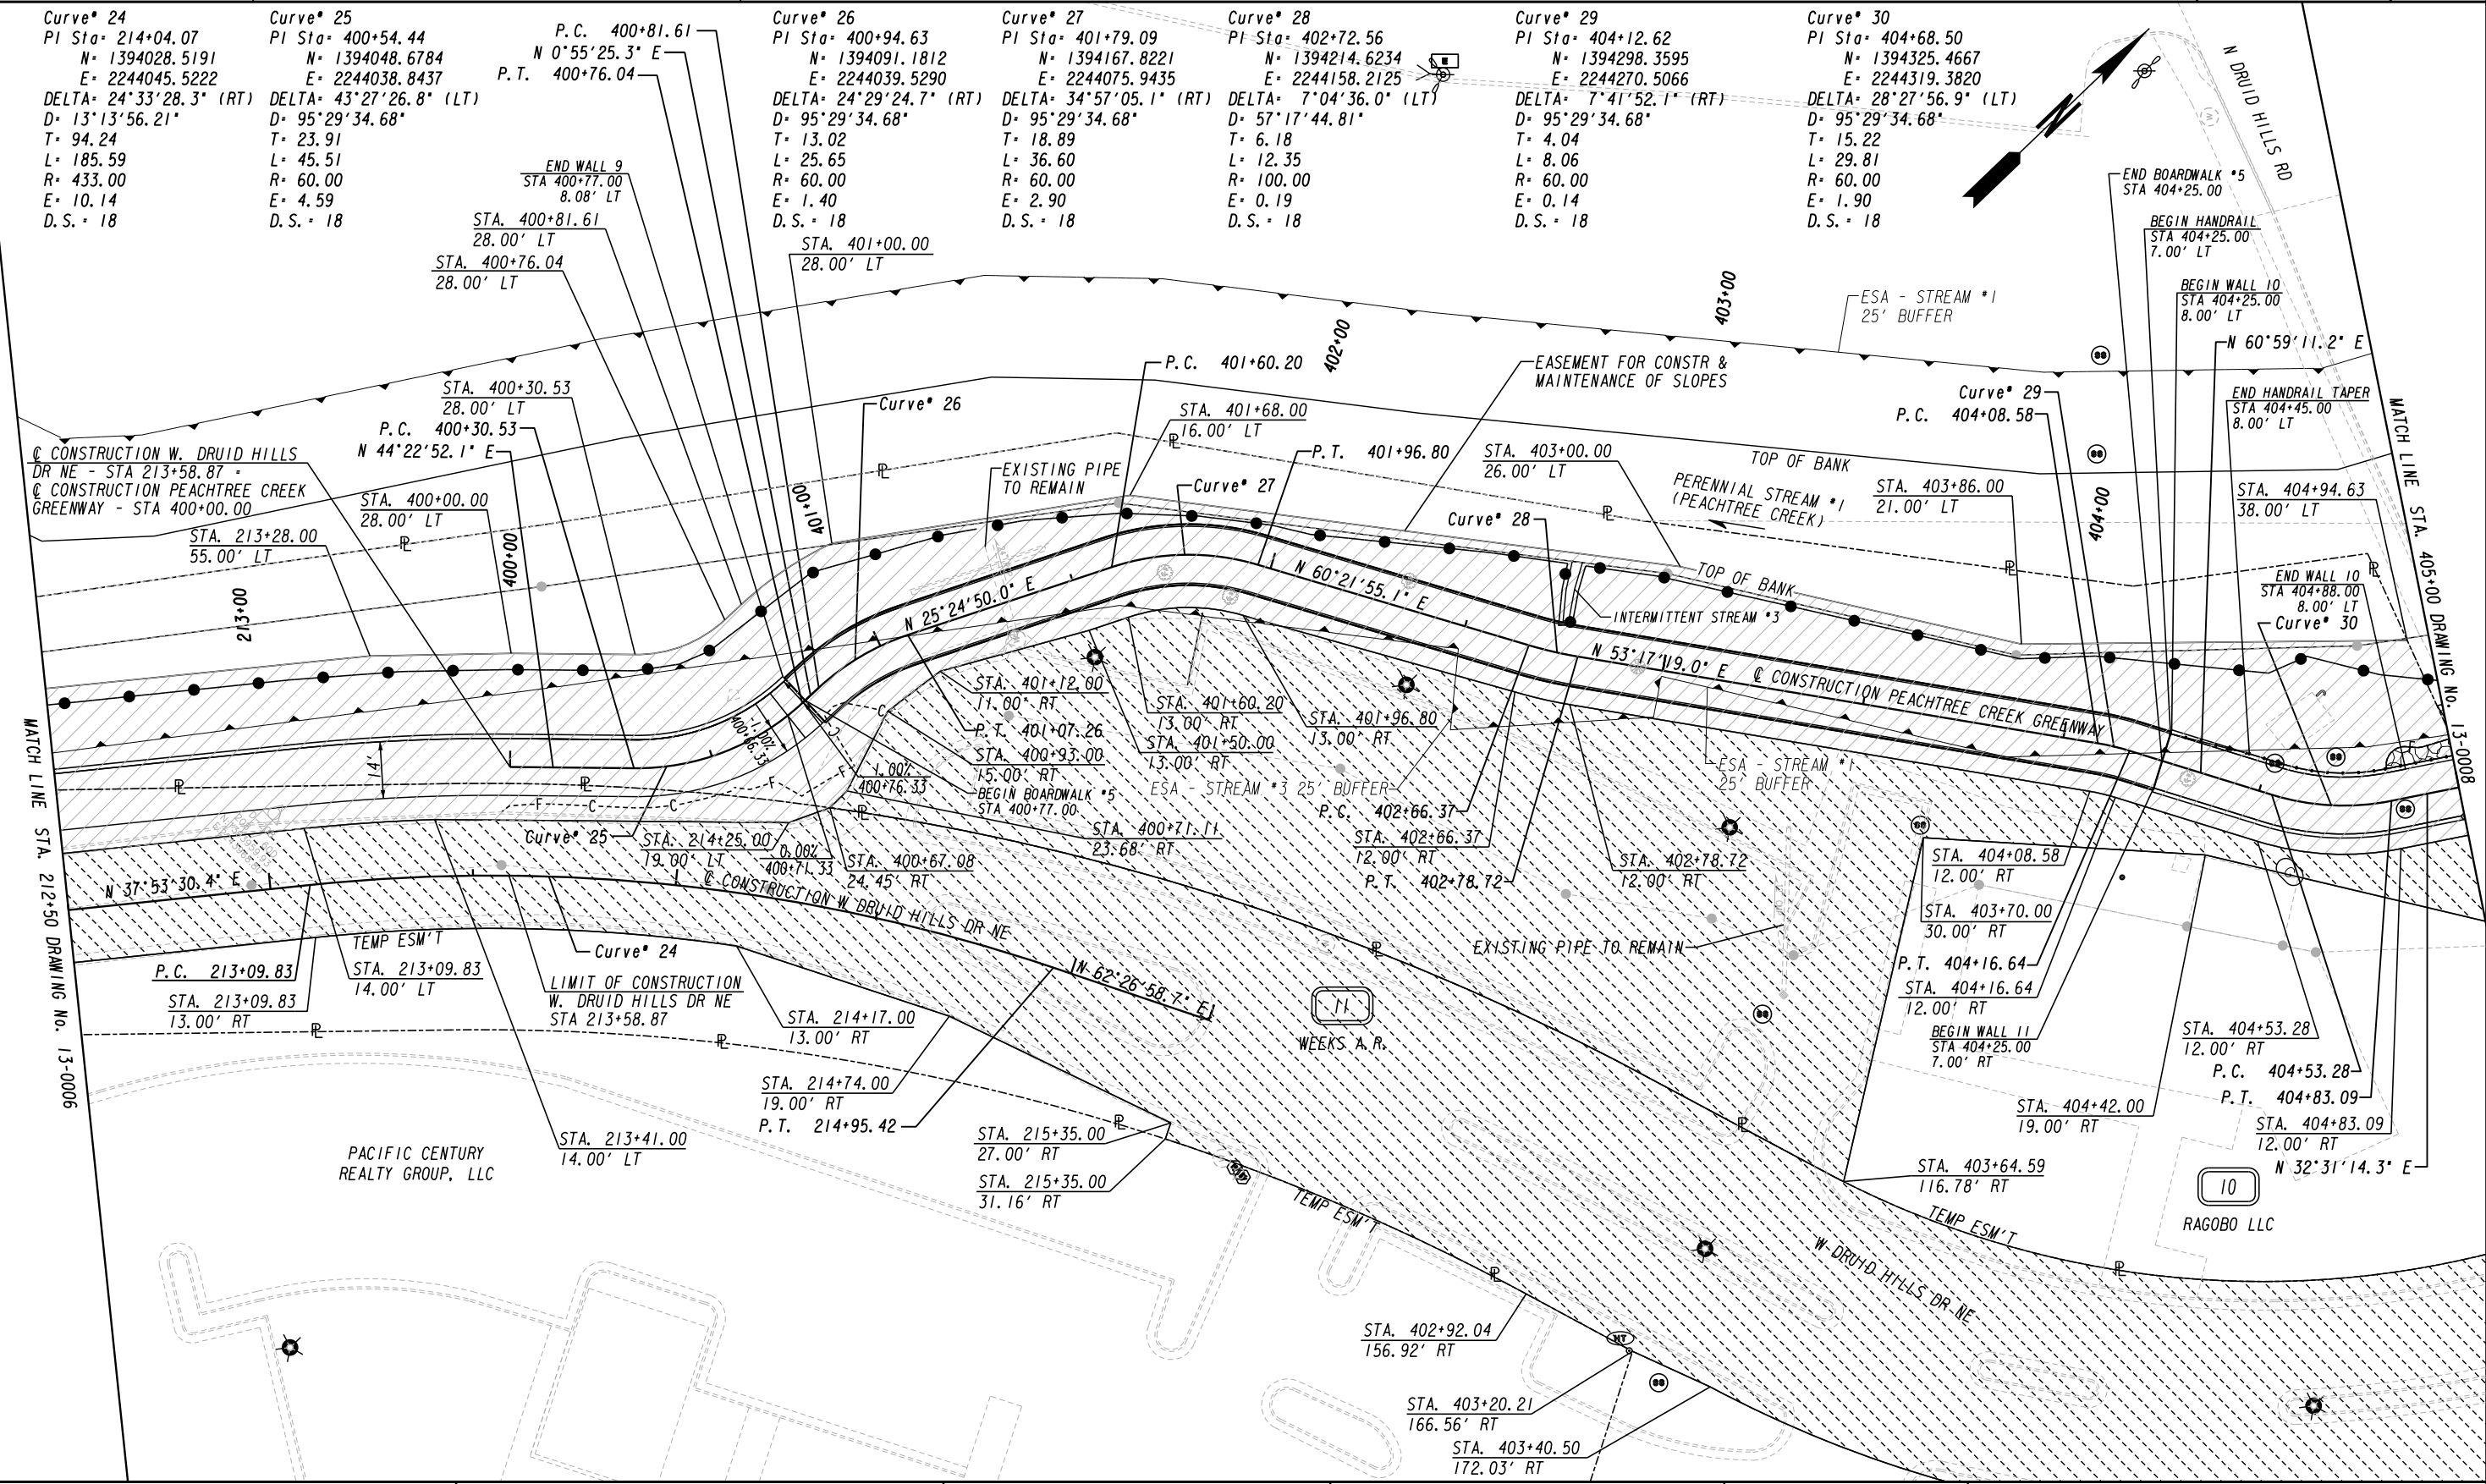 Curve# 24
PI Sta= 214+04.07
N= 1394028.5191
E= 2244045.5222
DELTA= 24°33'28.3" (RT)
D= 13°13'56.21"
T= 94.24
L= 185.59
R= 433.00
E= 10.14
D.S. = 18
Curve# 25
PI Sta= 400+54.44
N= 1394048.6784
E= 2244038.8437
DELTA= 43°27'26.8" (LT)
D= 95°29'34.68"
T= 23.91
L= 45.51
R= 60.00
E= 4.59
D.S. = 18
P.C. 400+81.61
N 0°55'25.3" E
P.T. 400+76.04
Curve# 26
PI Sta= 400+94.63
N= 1394091.1812
E= 2244039.5290
DELTA= 24°29'24.7" (RT)
D= 95°29'34.68"
T= 13.02
L= 25.65
R= 60.00
E= 1.40
D.S. = 18
Curve# 27
PI Sta= 401+79.09
N= 1394167.8221
E= 2244075.9435
DELTA= 34°57'05.1" (RT)
D= 95°29'34.68"
T= 18.89
L= 36.60
R= 60.00
E= 2.90
D.S. = 18
Curve# 28
PI Sta= 402+72.56
N= 1394214.6234
E= 2244158.2125
DELTA= 7°04'36.0" (LT)
D= 57°17'44.81"
T= 6.18
L= 12.35
R= 100.00
E= 0.19
D.S. = 18
Curve# 29
PI Sta= 404+12.62
N= 1394298.3595
E= 2244270.5066
DELTA= 7°41'52.1" (RT)
D= 95°29'34.68"
T= 4.04
L= 8.06
R= 60.00
E= 0.14
D.S. = 18
Curve# 30
PI Sta= 404+68.50
N= 1394325.4667
E= 2244319.3820
DELTA= 28°27'56.9" (LT)
D= 95°29'34.68"
T= 15.22
L= 29.81
R= 60.00
E= 1.90
D.S. = 18
N DRUID HILLS RD
END WALL 9
STA 400+77.00
8.08' LT
STA. 400+81.61
28.00' LT
STA. 400+76.04
28.00' LT
STA. 401+00.00
28.00' LT
END BOARDWALK #5
STA 404+25.00
BEGIN HANDRAIL
STA 404+25.00
7.00' LT
BEGIN WALL 10
STA 404+25.00
8.00' LT
N 60°59'11.2" E
ESA - STREAM #1
25' BUFFER
403+00
402+00
P.C. 401+60.20
EASEMENT FOR CONSTR &
MAINTENANCE OF SLOPES
Curve# 29
P.C. 404+08.58
END HANDRAIL TAPER
STA 404+45.00
8.00' LT
STA. 400+30.53
28.00' LT
P.C. 400+30.53
N 44°22'52.1" E
Curve# 26
STA. 401+68.00
16.00' LT
P.T. 401+96.80
STA. 403+00.00
26.00' LT
TOP OF BANK
℄ CONSTRUCTION W. DRUID HILLS
DR NE - STA 213+58.87 =
℄ CONSTRUCTION PEACHTREE CREEK
GREENWAY - STA 400+00.00
EXISTING PIPE
TO REMAIN
Curve# 27
PERENNIAL STREAM #1
(PEACHTREE CREEK)
STA. 403+86.00
21.00' LT
STA. 404+94.63
38.00' LT
STA. 400+00.00
28.00' LT
STA. 213+28.00
55.00' LT
401+00
Curve# 28
404+00
400+00
213+00
TOP OF BANK
END WALL 10
STA 404+88.00
8.00' LT
Curve# 30
N 25°24'50.0" E
N 60°21'55.1" E
INTERMITTENT STREAM #3
N 53°17'19.0" E
℄ CONSTRUCTION PEACHTREE CREEK GREENWAY
STA. 401+12.00
11.00' RT
STA. 401+60.20
13.00' RT
STA. 401+96.80
13.00' RT
P.T. 401+07.26
STA. 401+50.00
13.00' RT
STA. 400+93.00
15.00' RT
14'
-1.00%
400+66.33
1.00%
400+76.33
BEGIN BOARDWALK #5
STA 400+77.00
ESA - STREAM #3 25' BUFFER
ESA - STREAM #1
25' BUFFER
P.C. 402+66.37
STA. 402+66.37
12.00' RT
P.T. 402+78.72
STA. 402+78.72
12.00' RT
STA. 400+71.11
23.68' RT
Curve# 25
STA. 214+25.00
19.00' LT
0.00%
400+71.33
STA. 400+67.08
24.45' RT
STA. 404+08.58
12.00' RT
STA. 403+70.00
30.00' RT
N 37°53'30.4" E
℄ CONSTRUCTION W DRUID HILLS DR NE
TEMP ESM'T
Curve# 24
EXISTING PIPE TO REMAIN
P.T. 404+16.64
STA. 404+16.64
12.00' RT
BEGIN WALL 11
STA 404+25.00
7.00' RT
P.C. 213+09.83
STA. 213+09.83
13.00' RT
STA. 213+09.83
14.00' LT
LIMIT OF CONSTRUCTION
W. DRUID HILLS DR NE
STA 213+58.87
N 62°26'58.7" E
11
WEEKS A.R.
STA. 214+17.00
13.00' RT
STA. 404+53.28
12.00' RT
P.C. 404+53.28
P.T. 404+83.09
STA. 404+83.09
12.00' RT
N 32°31'14.3" E
STA. 214+74.00
19.00' RT
P.T. 214+95.42
STA. 404+42.00
19.00' RT
STA. 215+35.00
27.00' RT
STA. 215+35.00
31.16' RT
STA. 213+41.00
14.00' LT
PACIFIC CENTURY
REALTY GROUP, LLC
STA. 403+64.59
116.78' RT
10
RAGOBO LLC
TEMP ESM'T
TEMP ESM'T
W DRUID HILLS DR NE
STA. 402+92.04
156.92' RT
STA. 403+20.21
166.56' RT
STA. 403+40.50
172.03' RT
MATCH LINE STA. 212+50 DRAWING No. 13-0006
MATCH LINE STA. 405+00 DRAWING No. 13-0008